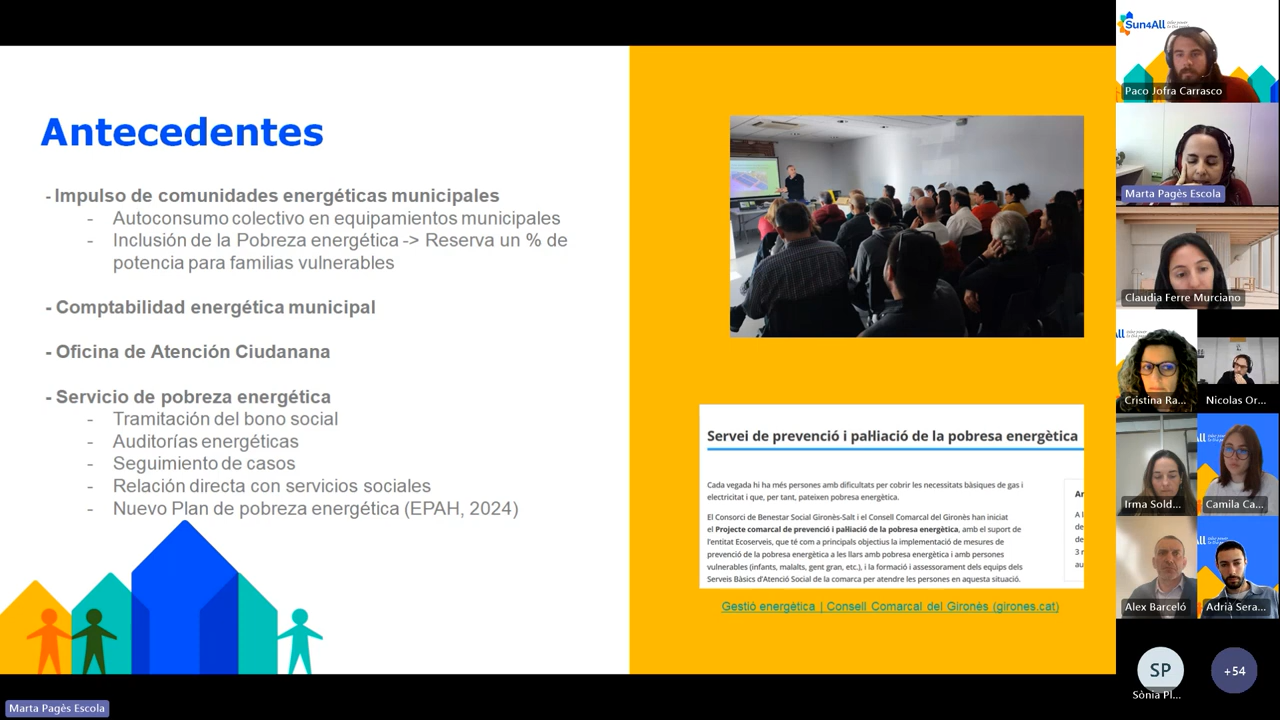 Antecedentes
- Impulso de comunidades energéticas municipales
- Autoconsumo colectivo en equipamientos municipales
- Inclusión de la Pobreza energética -> Reserva un % de
potencia para familias vulnerables
- Comptabilidad energética municipal
- Oficina de Atención Ciudanana
- Servicio de pobreza energética
- Tramitación del bono social
- Auditorías energéticas
- Seguimiento de casos
- Relación directa con servicios sociales
- Nuevo Plan de pobreza energética (EPAH, 2024)
Servei de prevenció i pal·liació de la pobresa energètica
Cada vegada hi ha més persones amb dificultats per cobrir les necessitats bàsiques de gas i
electricitat i que, per tant, pateixen pobresa energètica.
El Consorci de Benestar Social Gironès-Salt i el Consell Comarcal del Gironès han iniciat
el Projecte comarcal de prevenció i pal·liació de la pobresa energètica, amb el suport de
l'entitat Ecoserveis, que té com a principals objectius la implementació de mesures de
prevenció de la pobresa energètica a les llars amb pobresa energètica i amb persones
vulnerables (infants, malalts, gent gran, etc.), i la formació i assessorament dels equips dels
Serveis Bàsics d'Atenció Social de la comarca per atendre les persones en aquesta situació.
Gestió energètica | Consell Comarcal del Gironès (girones.cat)
Sun4All
Paco Jofra Carrasco
Marta Pagès Escola
Claudia Ferre Murciano
Cristina Ra...
Nicolas Or...
Irma Sold...
Camila Ca...
Alex Barceló
Adrià Sera...
SP
Sònia Pl...
+54
Marta Pagès Escola